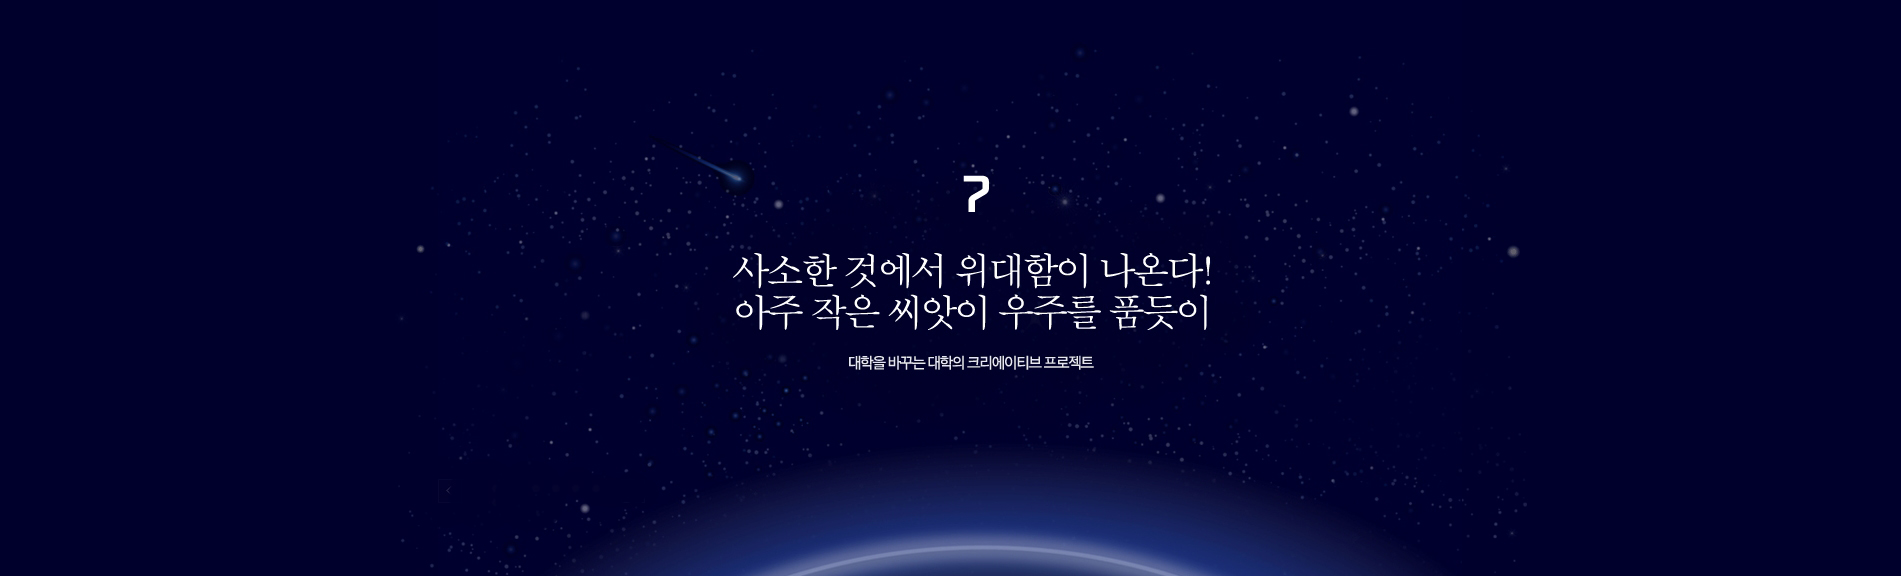 7
사소한 것에서 위대함이 나온다!
아주 작은 씨앗이 우주를 품듯이
대학을 바꾸는 대학의 크리에이티브 프로젝트